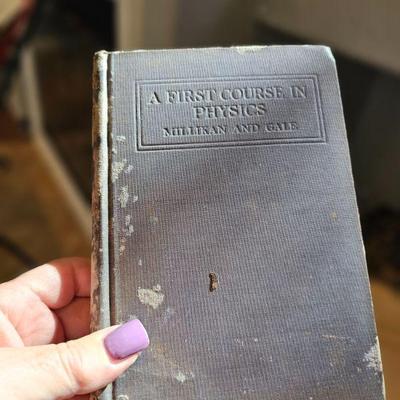 A FIRST COURSE IN
PHYSICS
MILLIKAN AND GALE